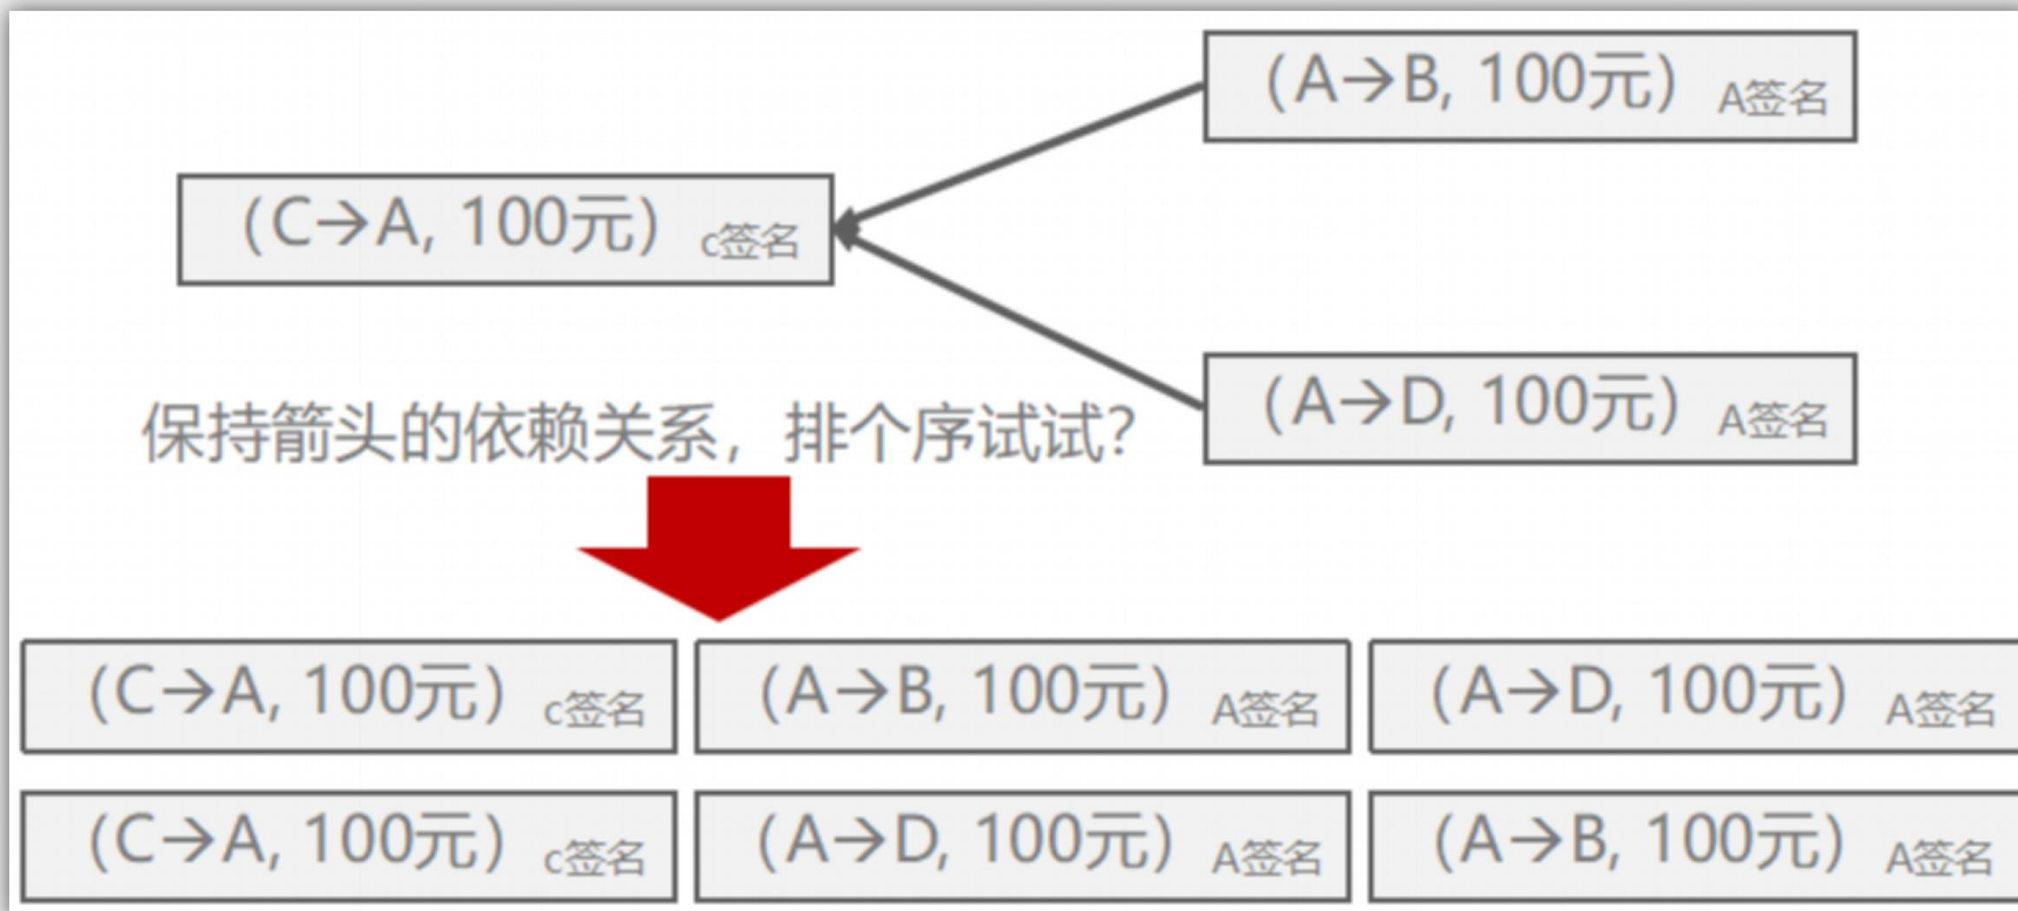 （A→B, 100元）A签名
（C→A, 100元）c签名
（A→D, 100元）A签名
保持箭头的依赖关系，排个序试试？
（C→A, 100元）c签名 （A→B, 100元）A签名 （A→D, 100元）A签名
（C→A, 100元）c签名 （A→D, 100元）A签名 （A→B, 100元）A签名